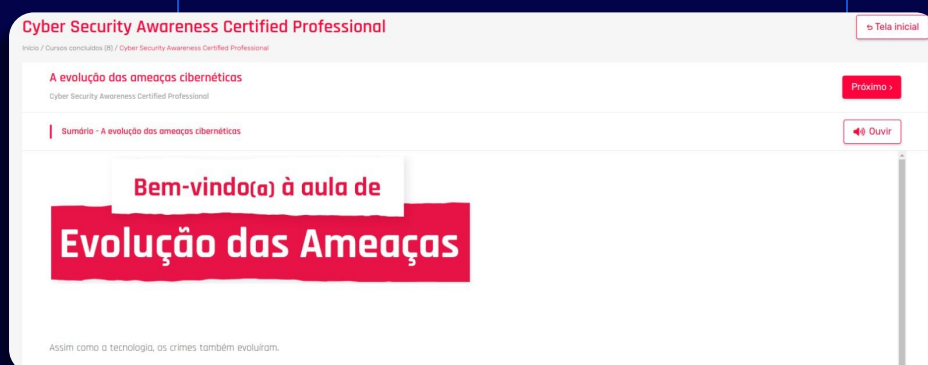 Cyber Security Awareness Certified Professional
Tela inicial
Início / Cursos concluídos (8) / Cyber Security Awareness Certified Professional
A evolução das ameaças cibernéticas
Cyber Security Awareness Certified Professional
Próximo ›
Sumário - A evolução das ameaças cibernéticas
Ouvir
Bem-vindo(a) à aula de
Evolução das Ameaças
Assim como a tecnologia, os crimes também evoluíram.